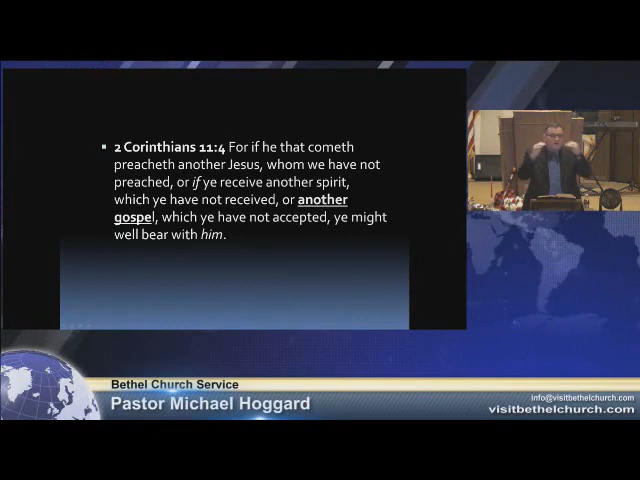 2 Corinthians 11:4 For if he that cometh
preacheth another Jesus, whom we have not
preached, or if ye receive another spirit,
which ye have not received, or another
gospel, which ye have not accepted, ye might
well bear with him.
Bethel Church Service
Pastor Michael Hoggard
info@visitbethelchurch.com
visitbethelchurch.com